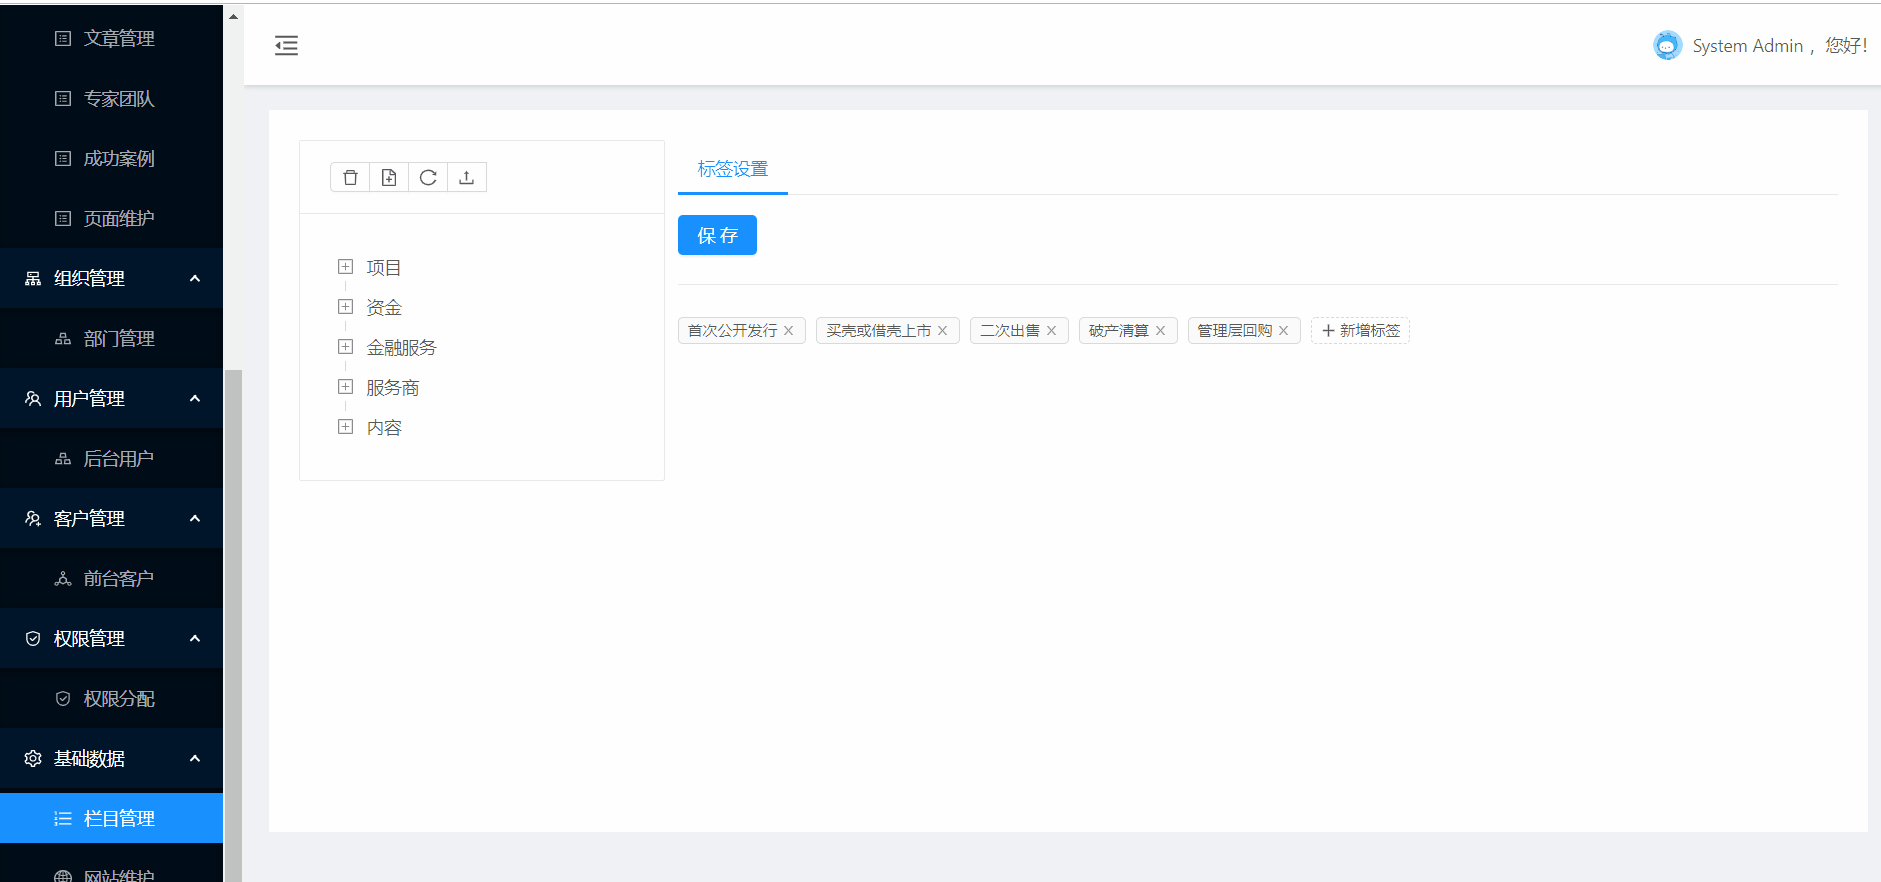 文章管理
专家团队
成功案例
页面维护
组织管理
部门管理
用户管理
后台用户
客户管理
前台客户
权限管理
权限分配
基础数据
栏目管理
网站维护
System Admin ，您好！
项目
资金
金融服务
服务商
内容
标签设置
保 存
首次公开发行 买壳或借壳上市 二次出售 破产清算 管理层回购 + 新增标签